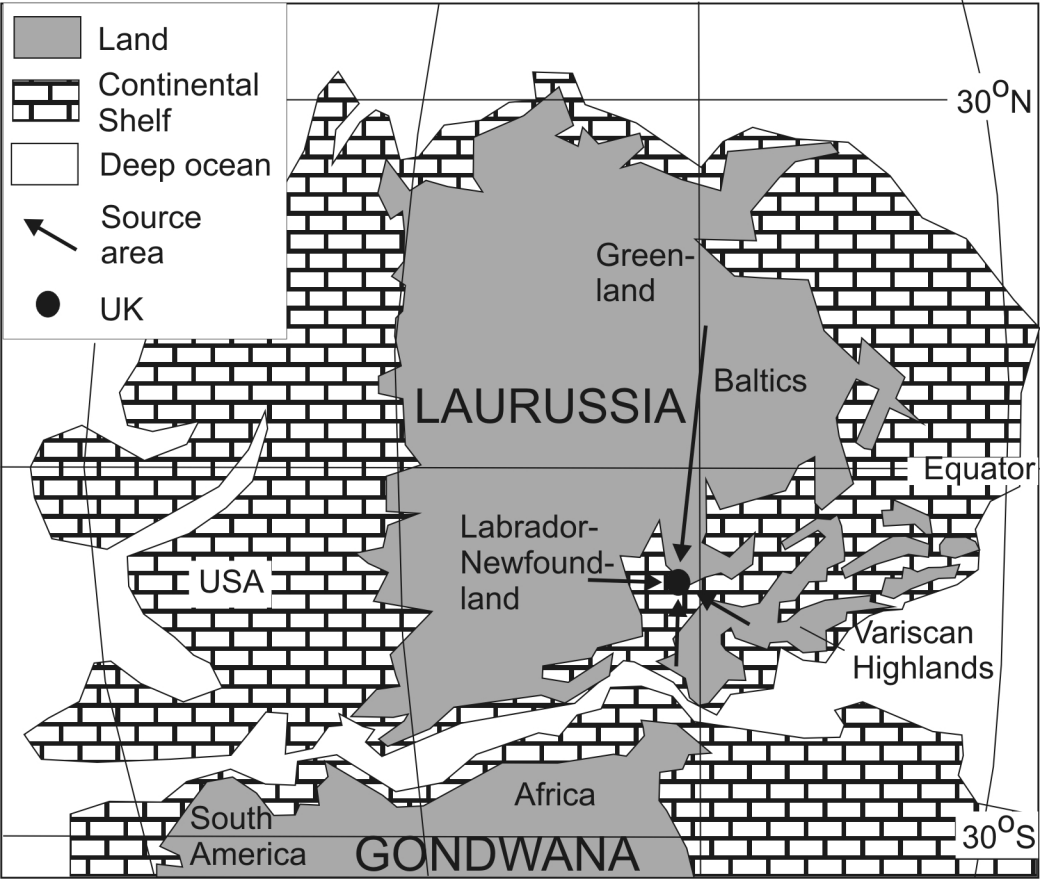 Land
Continental
Shelf
Deep ocean
Source
area
UK
30°N
Green-
land
Baltics
LAURUSSIA
Equator
Labrador-
Newfound-
land
USA
Variscan
Highlands
Africa
South
America
GONDWANA
30°S